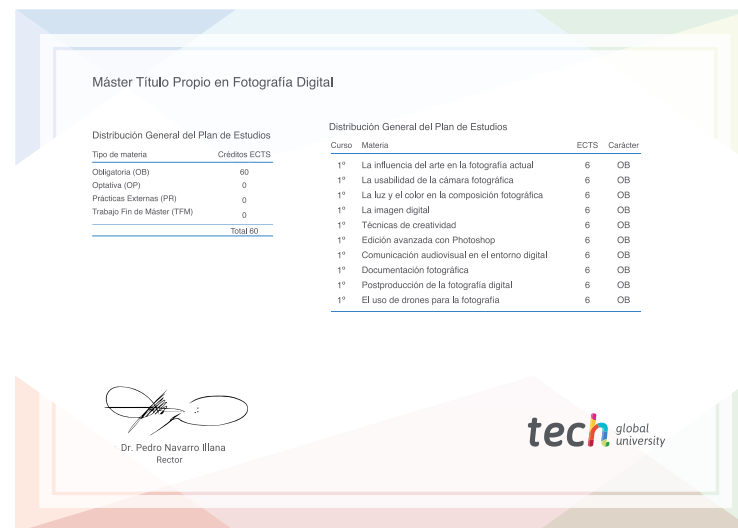 Máster Título Propio en Fotografía Digital
Distribución General del Plan de Estudios
Tipo de materia Créditos ECTS
Obligatoria (OB) 60
Optativa (OP) 0
Prácticas Externas (PR) 0
Trabajo Fin de Máster (TFM) 0
Total 60
Distribución General del Plan de Estudios
Curso Materia ECTS Carácter
1º La influencia del arte en la fotografía actual 6 OB
1º La usabilidad de la cámara fotográfica 6 OB
1º La luz y el color en la composición fotográfica 6 OB
1º La imagen digital 6 OB
1º Técnicas de creatividad 6 OB
1º Edición avanzada con Photoshop 6 OB
1º Comunicación audiovisual en el entorno digital 6 OB
1º Documentación fotográfica 6 OB
1º Postproducción de la fotografía digital 6 OB
1º El uso de drones para la fotografía 6 OB
Dr. Pedro Navarro Illana
Rector
tech global
university